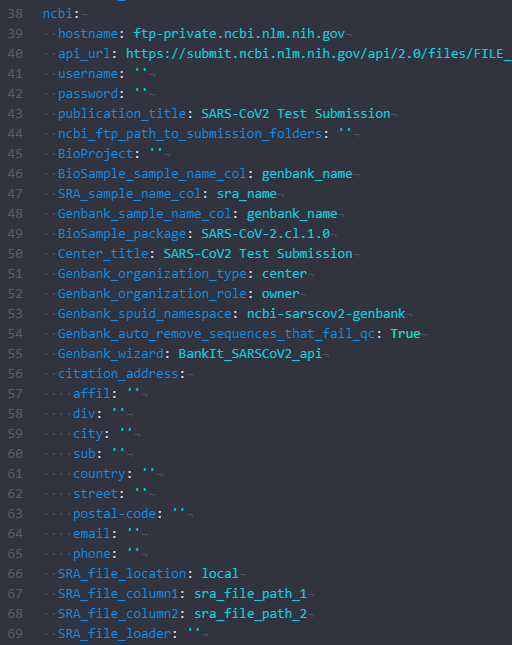 38 ncbi:
39 hostname: ftp-private.ncbi.nlm.nih.gov
40 api_url: https://submit.ncbi.nlm.nih.gov/api/2.0/files/FILE_
41 username: ''
42 password: ''
43 publication_title: SARS-CoV2 Test Submission
44 ncbi_ftp_path_to_submission_folders: ''
45 BioProject: ''
46 BioSample_sample_name_col: genbank_name
47 SRA_sample_name_col: sra_name
48 Genbank_sample_name_col: genbank_name
49 BioSample_package: SARS-CoV-2.cl.1.0
50 Center_title: SARS-CoV2 Test Submission
51 Genbank_organization_type: center
52 Genbank_organization_role: owner
53 Genbank_spuid_namespace: ncbi-sarscov2-genbank
54 Genbank_auto_remove_sequences_that_fail_qc: True
55 Genbank_wizard: BankIt_SARSCoV2_api
56 citation_address:
57 affil: ''
58 div: ''
59 city: ''
60 sub: ''
61 country: ''
62 street: ''
63 postal-code: ''
64 email: ''
65 phone: ''
66 SRA_file_location: local
67 SRA_file_column1: sra_file_path_1
68 SRA_file_column2: sra_file_path_2
69 SRA_file_loader: ''